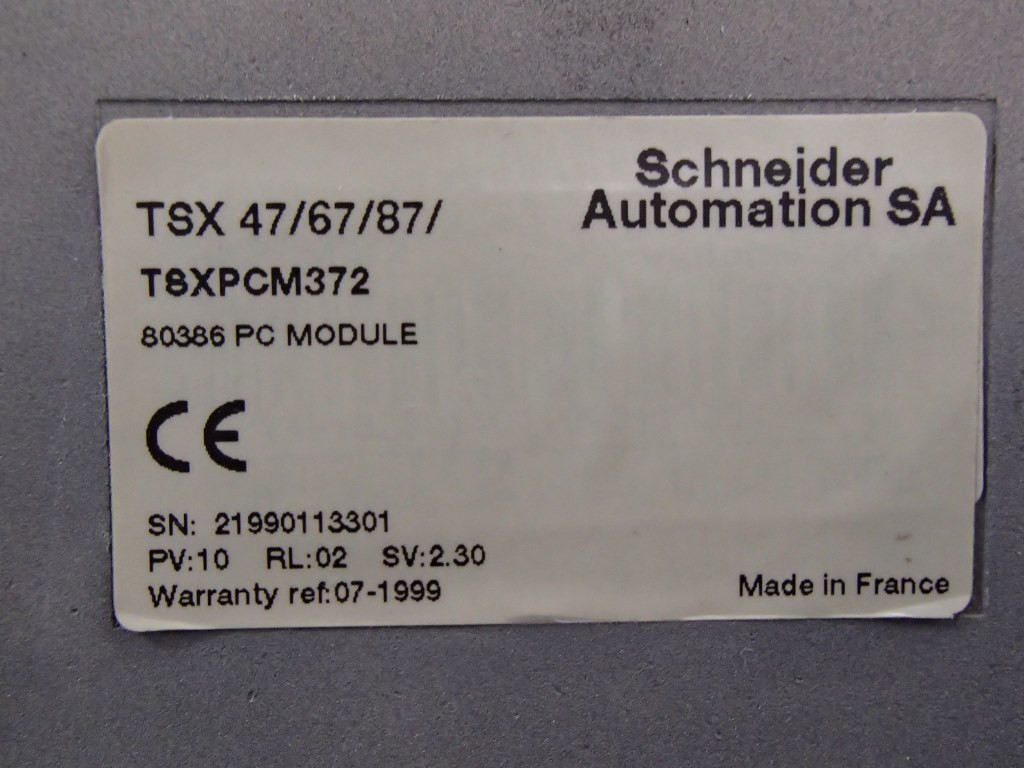 Schneider
Automation SA
TSX 47/67/87/
TSXPCM372
80386 PC MODULE
CE
SN: 21990113301
PV:10 RL:02 SV:2.30
Warranty ref:07-1999
Made in France